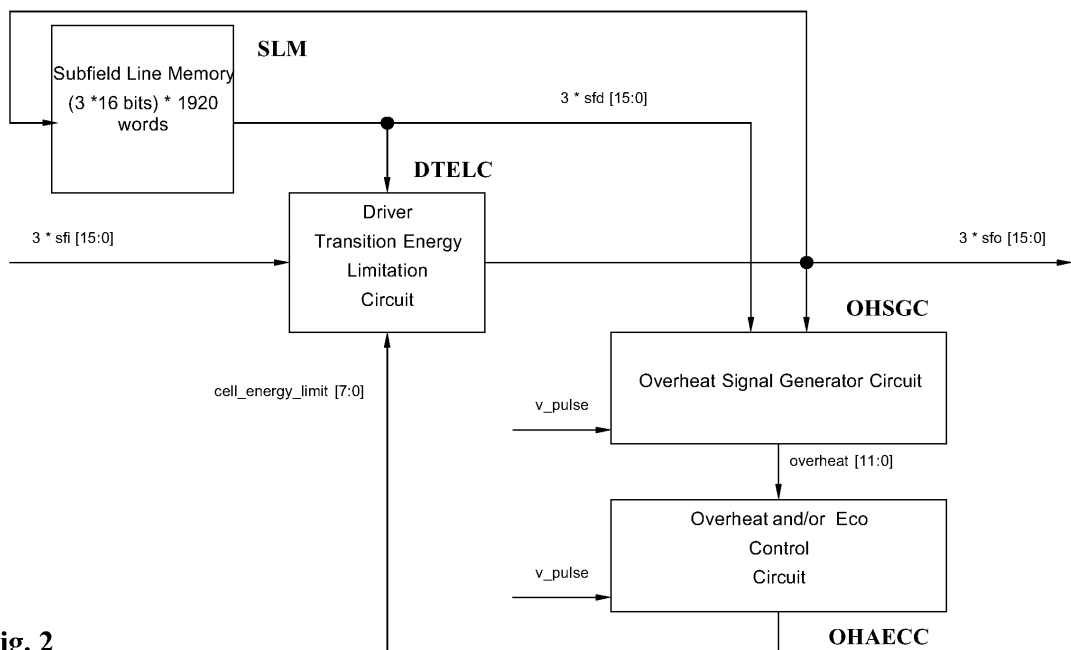 SLM
Subfield Line Memory
(3 *16 bits) * 1920
words
3 * sfd [15:0]
DTELC
Driver
Transition Energy
Limitation
Circuit
3 * sfi [15:0]
3 * sfo [15:0]
OHSGC
Overheat Signal Generator Circuit
cell_energy_limit [7:0]
v_pulse
overheat [11:0]
Overheat and/or Eco
Control
Circuit
v_pulse
OHAECC
ig. 2